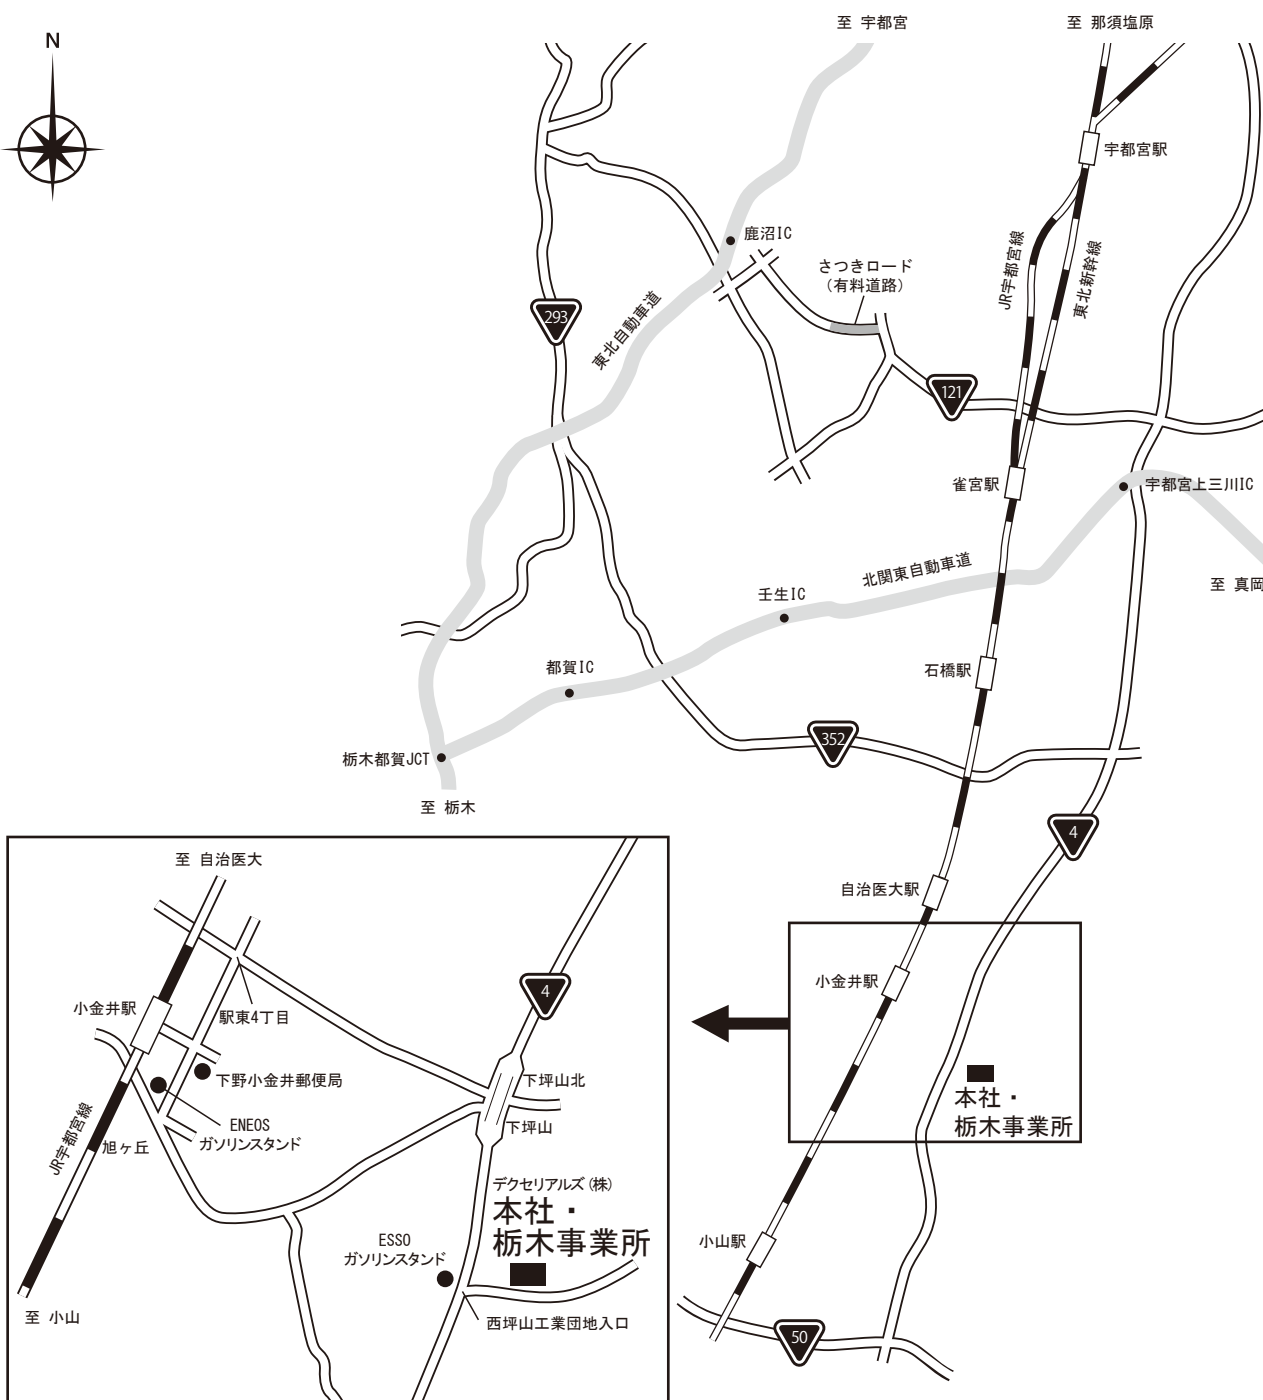 至 宇都宮
至 那須塩原
N
宇都宮駅
鹿沼IC
さつきロード
（有料道路）
JR宇都宮線
東北新幹線
293
東北自動車道
121
雀宮駅
宇都宮上三川IC
北関東自動車道
至 真岡
壬生IC
都賀IC
石橋駅
352
栃木都賀JCT
至 栃木
4
自治医大駅
小金井駅
本社・
栃木事業所
小山駅
50
至 自治医大
4
小金井駅
駅東4丁目
下野小金井郵便局
下坪山北
ENEOS
ガソリンスタンド
下坪山
JR宇都宮線
旭ヶ丘
デクセリアルズ(株)
本社・
栃木事業所
ESSO
ガソリンスタンド
至 小山
西坪山工業団地入口